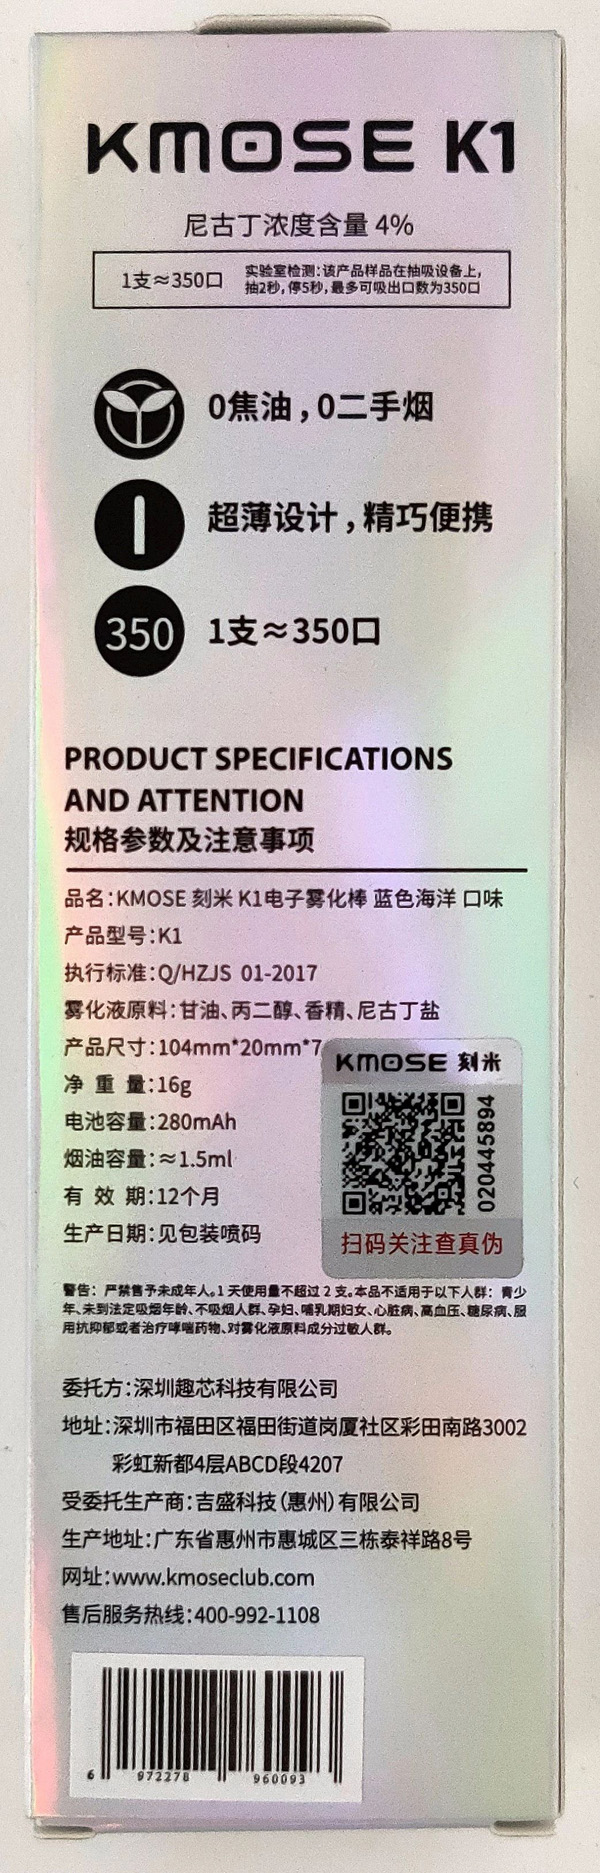 KMOSE K1
尼古丁浓度含量 4%
1支≈350口
实验室检测:该产品样品在抽吸设备上,
抽2秒,停5秒,最多可吸出口数为350口
0焦油,0二手烟
超薄设计,精巧便携
350
1支≈350口
PRODUCT SPECIFICATIONS
AND ATTENTION
规格参数及注意事项
品名:KMOSE 刻米 K1电子雾化棒 蓝色海洋 口味
产品型号:K1
执行标准:Q/HZJS 01-2017
雾化液原料:甘油、丙二醇、香精、尼古丁盐
产品尺寸:104mm*20mm*7
净 重 量:16g
电池容量:280mAh
烟油容量:≈1.5ml
有 效 期:12个月
生产日期:见包装喷码
KMOSE 刻米
020445894
扫码关注查真伪
警告: 严禁售予未成年人。1 天使用量不超过 2 支。本品不适用于以下人群: 青少
年、未到法定吸烟年龄、不吸烟人群、孕妇、哺乳期妇女、心脏病、高血压、糖尿病、服
用抗抑郁或者治疗哮喘药物、对雾化液原料成分过敏人群。
委托方:深圳趣芯科技有限公司
地址:深圳市福田区福田街道岗厦社区彩田南路3002
彩虹新都4层ABCD段4207
受委托生产商:吉盛科技(惠州)有限公司
生产地址:广东省惠州市惠城区三栋泰祥路8号
网址:www.kmoseclub.com
售后服务热线:400-992-1108
6 972278 960093